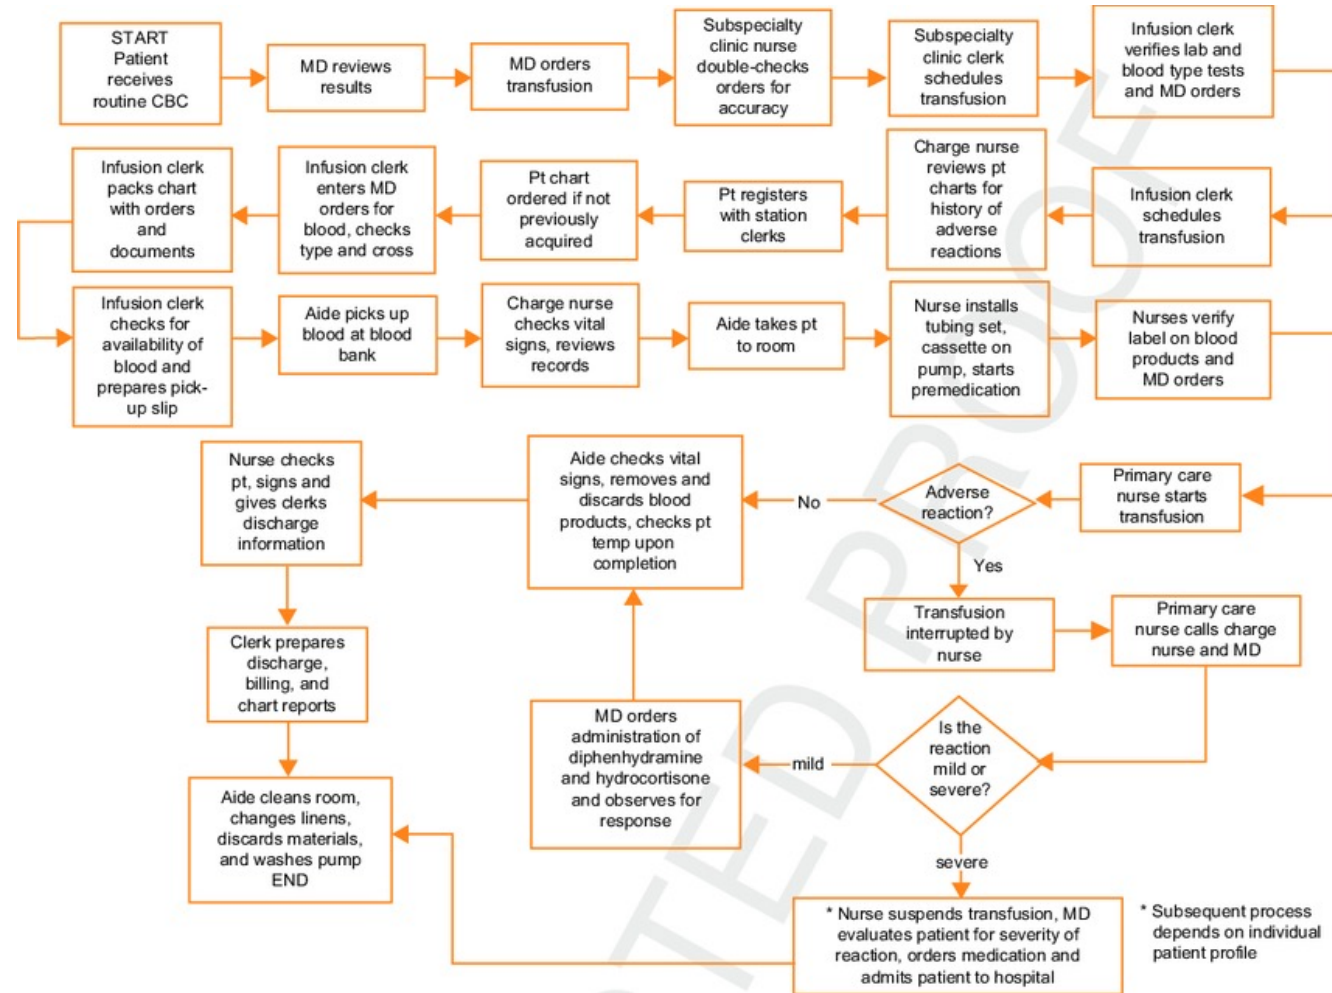 START
Patient
receives
routine CBC
MD reviews
results
MD orders
transfusion
Subspecialty
clinic nurse
double-checks
orders for
accuracy
Subspecialty
clinic clerk
schedules
transfusion
Infusion clerk
verifies lab and
blood type tests
and MD orders
Infusion clerk
schedules
transfusion
Charge nurse
reviews pt
charts for
history of
adverse
reactions
Pt registers
with station
clerks
Pt chart
ordered if not
previously
acquired
Infusion clerk
enters MD
orders for
blood, checks
type and cross
Infusion clerk
packs chart
with orders
and
documents
Infusion clerk
checks for
availability of
blood and
prepares pick-
up slip
Aide picks up
blood at blood
bank
Charge nurse
checks vital
signs, reviews
records
Aide takes pt
to room
Nurse installs
tubing set,
cassette on
pump, starts
premedication
Nurses verify
label on blood
products and
MD orders
Primary care
nurse starts
transfusion
Adverse
reaction?
No
Aide checks vital
signs, removes and
discards blood
products, checks pt
temp upon
completion
Nurse checks
pt, signs and
gives clerks
discharge
information
Clerk prepares
discharge,
billing, and
chart reports
Aide cleans room,
changes linens,
discards materials,
and washes pump
END
Yes
Transfusion
interrupted by
nurse
Primary care
nurse calls charge
nurse and MD
Is the
reaction
mild or
severe?
mild
MD orders
administration of
diphenhydramine
and hydrocortisone
and observes for
response
severe
* Nurse suspends transfusion, MD
evaluates patient for severity of
reaction, orders medication and
admits patient to hospital
* Subsequent process
depends on individual
patient profile
TED PROOF